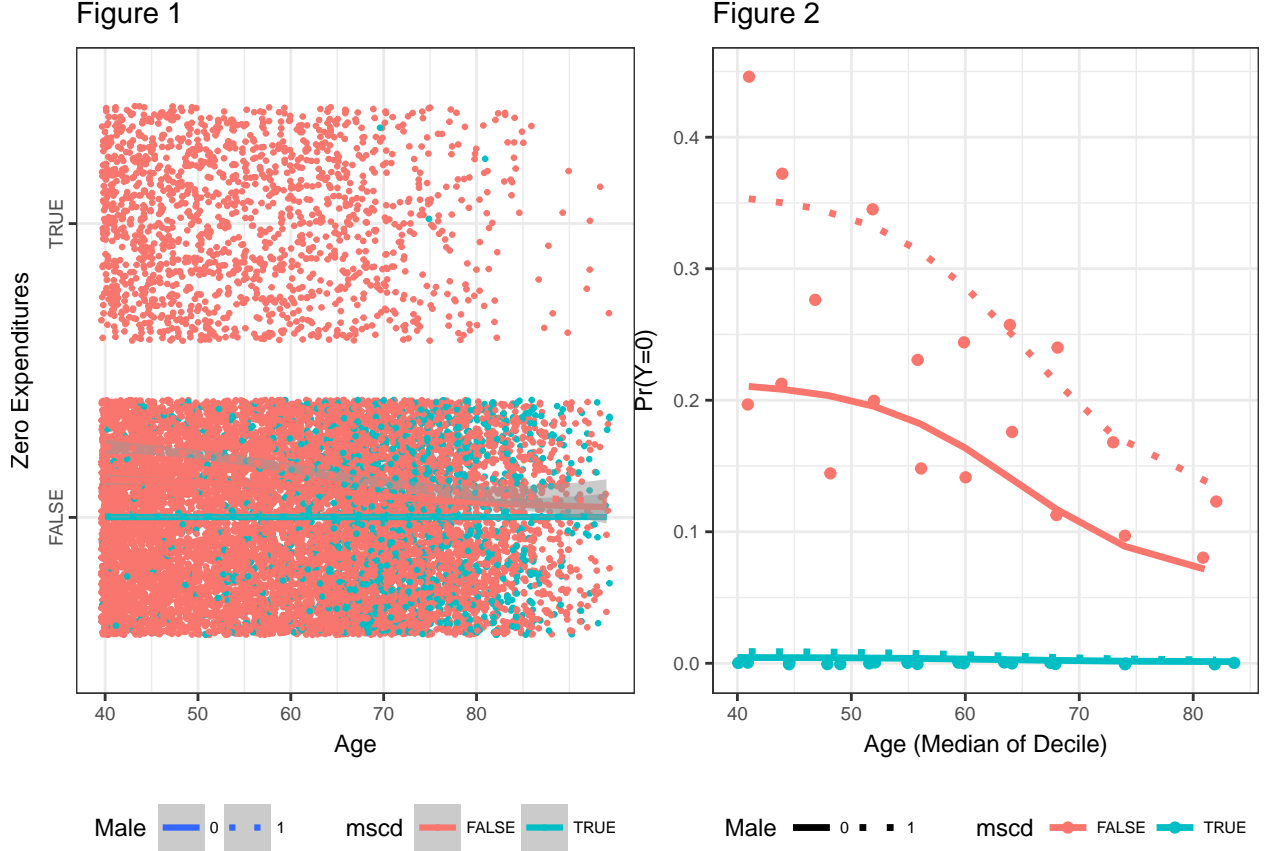 Figure 1
Zero Expenditures
TRUE
FALSE
40 50 60 70 80
Age
Male 0 1 mscd FALSE TRUE
Figure 2
Pr(Y=0)
0.4
0.3
0.2
0.1
0.0
40 50 60 70 80
Age (Median of Decile)
Male 0 1 mscd FALSE TRUE